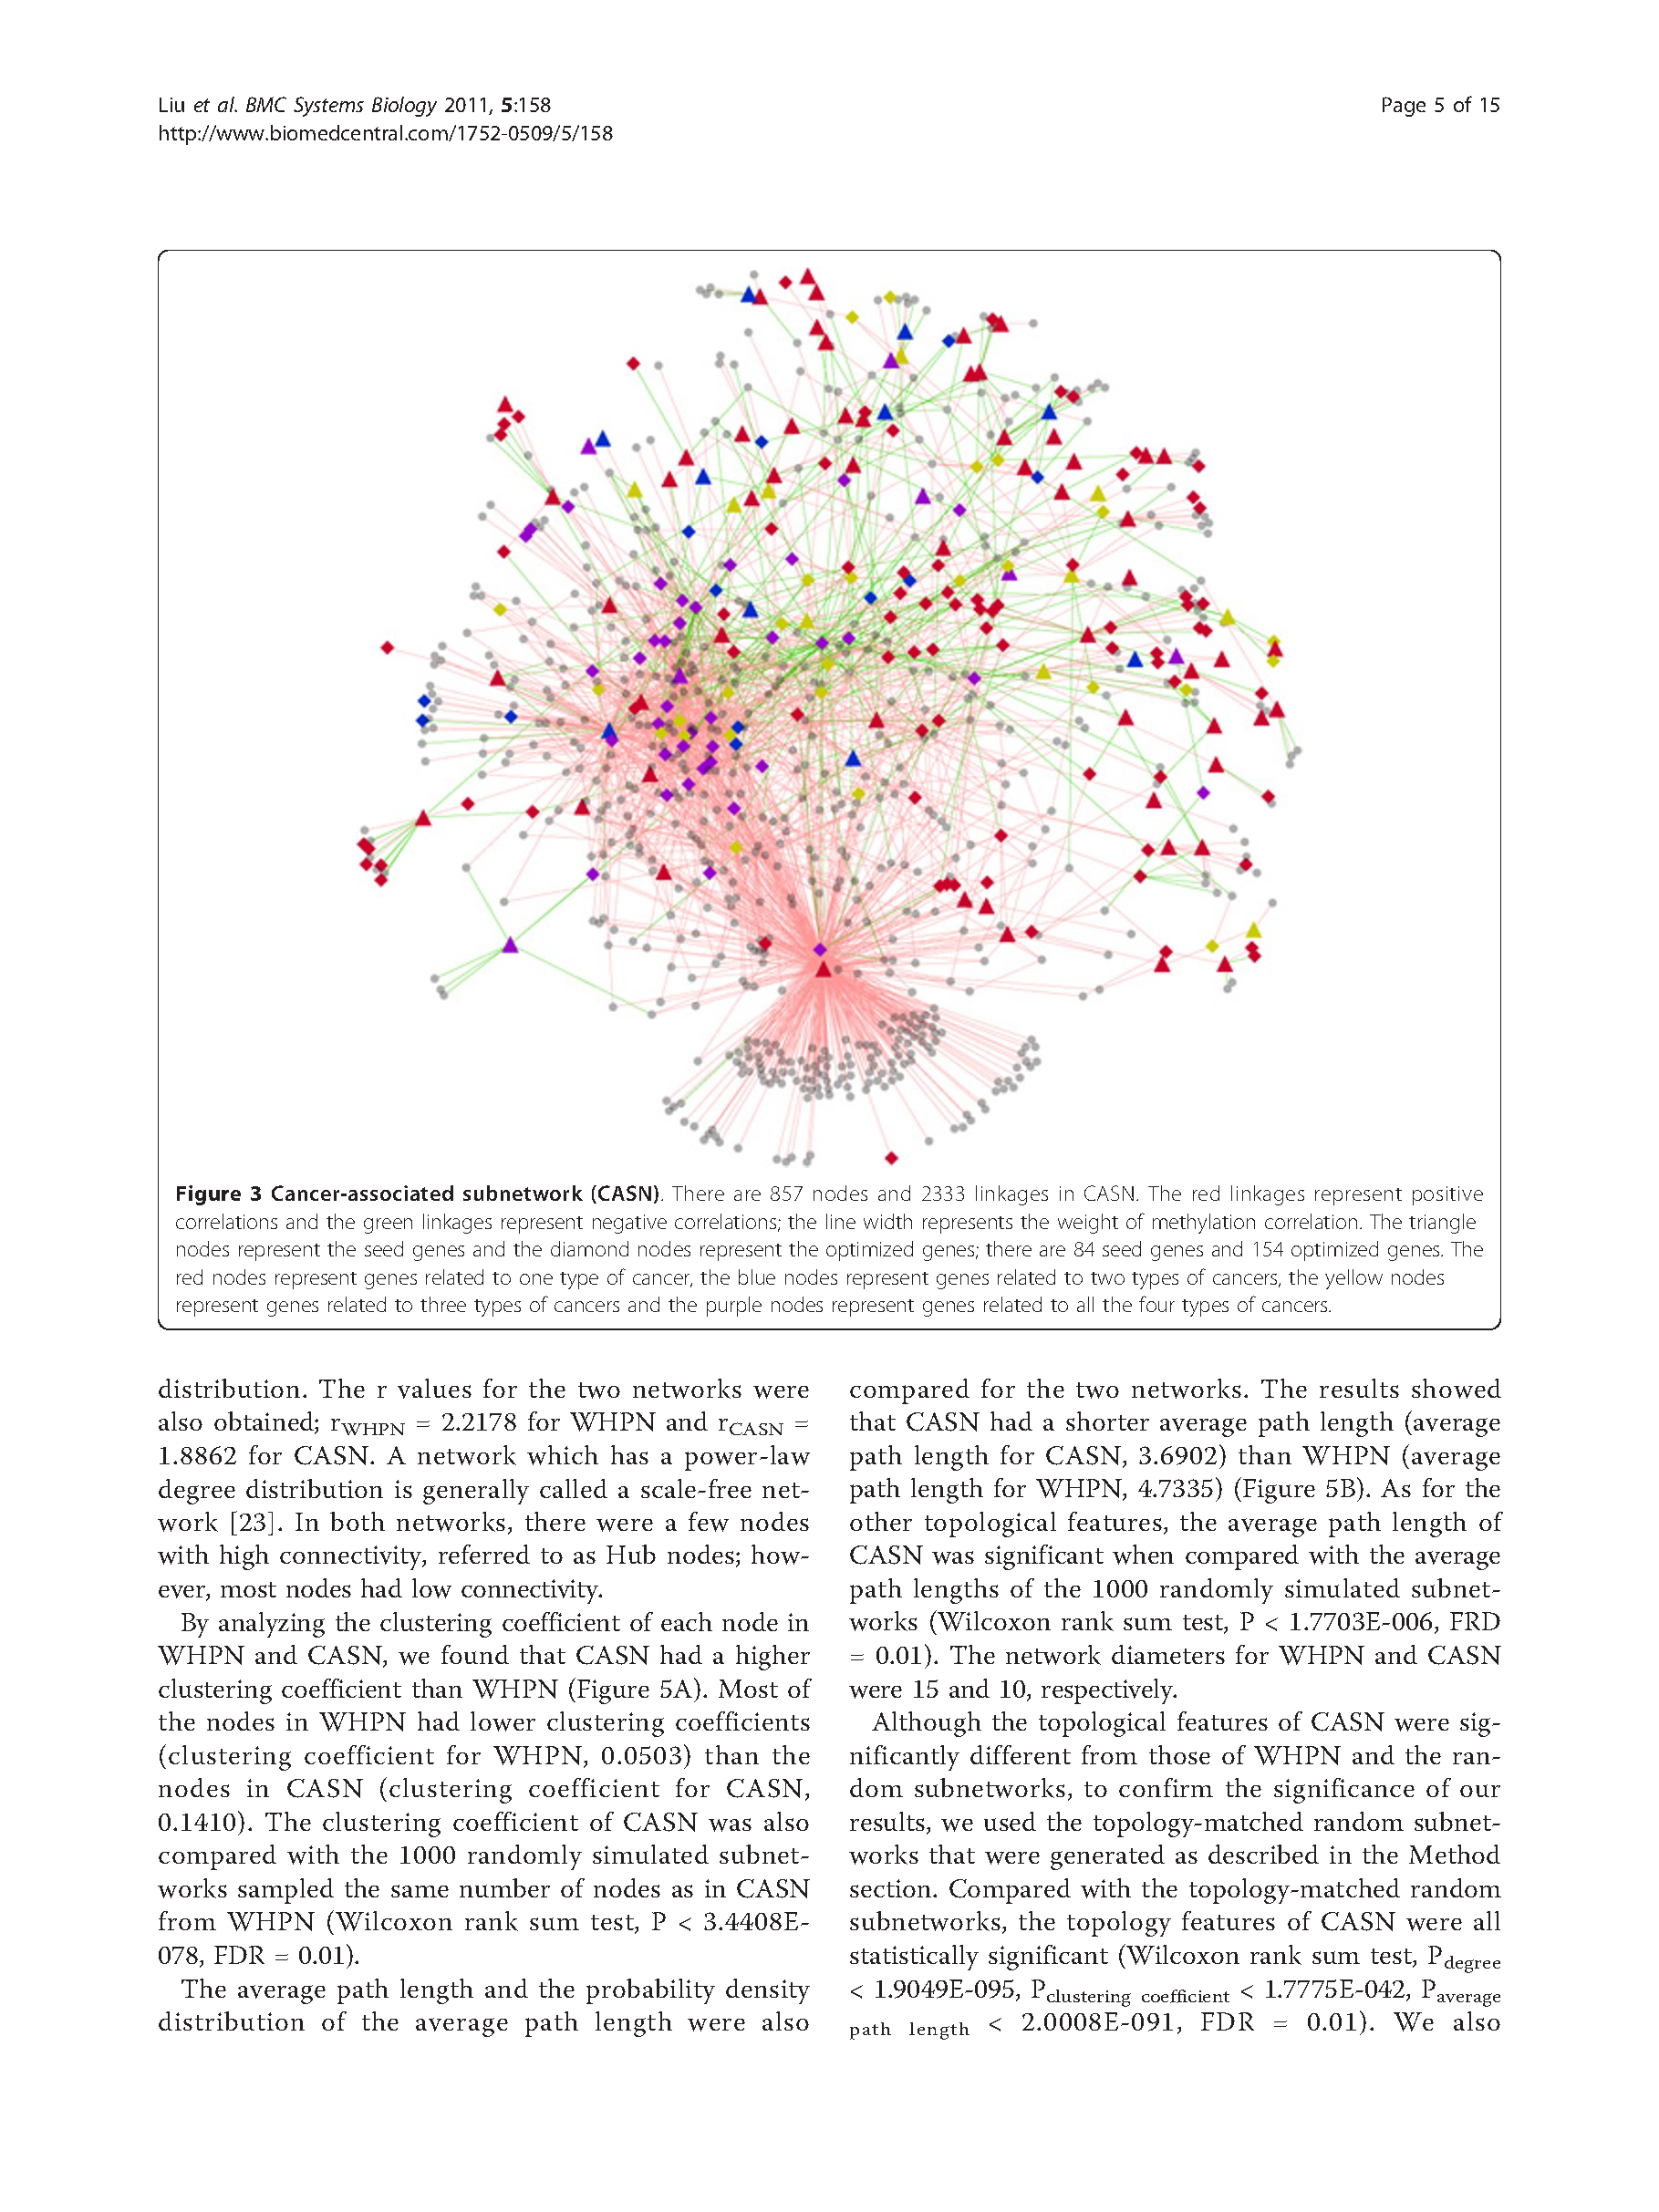 Liu et al. BMC Systems Biology 2011, 5:158
http://www.biomedcentral.com/1752-0509/5/158
Page 5 of 15
Figure 3 Cancer-associated subnetwork (CASN). There are 857 nodes and 2333 linkages in CASN. The red linkages represent positive
correlations and the green linkages represent negative correlations; the line width represents the weight of methylation correlation. The triangle
nodes represent the seed genes and the diamond nodes represent the optimized genes; there are 84 seed genes and 154 optimized genes. The
red nodes represent genes related to one type of cancer, the blue nodes represent genes related to two types of cancers, the yellow nodes
represent genes related to three types of cancers and the purple nodes represent genes related to all the four types of cancers.
distribution. The r values for the two networks were
also obtained; rWHPN = 2.2178 for WHPN and rCASN =
1.8862 for CASN. A network which has a power-law
degree distribution is generally called a scale-free net-
work [23]. In both networks, there were a few nodes
with high connectivity, referred to as Hub nodes; how-
ever, most nodes had low connectivity.
By analyzing the clustering coefficient of each node in
WHPN and CASN, we found that CASN had a higher
clustering coefficient than WHPN (Figure 5A). Most of
the nodes in WHPN had lower clustering coefficients
(clustering coefficient for WHPN, 0.0503) than the
nodes in CASN (clustering coefficient for CASN,
0.1410). The clustering coefficient of CASN was also
compared with the 1000 randomly simulated subnet-
works sampled the same number of nodes as in CASN
from WHPN (Wilcoxon rank sum test, P < 3.4408E-
078, FDR = 0.01).
The average path length and the probability density
distribution of the average path length were also
compared for the two networks. The results showed
that CASN had a shorter average path length (average
path length for CASN, 3.6902) than WHPN (average
path length for WHPN, 4.7335) (Figure 5B). As for the
other topological features, the average path length of
CASN was significant when compared with the average
path lengths of the 1000 randomly simulated subnet-
works (Wilcoxon rank sum test, P < 1.7703E-006, FRD
= 0.01). The network diameters for WHPN and CASN
were 15 and 10, respectively.
Although the topological features of CASN were sig-
nificantly different from those of WHPN and the ran-
dom subnetworks, to confirm the significance of our
results, we used the topology-matched random subnet-
works that were generated as described in the Method
section. Compared with the topology-matched random
subnetworks, the topology features of CASN were all
statistically significant (Wilcoxon rank sum test, Pdegree
< 1.9049E-095, Pclustering coefficient < 1.7775E-042, Paverage
path length < 2.0008E-091, FDR = 0.01). We also